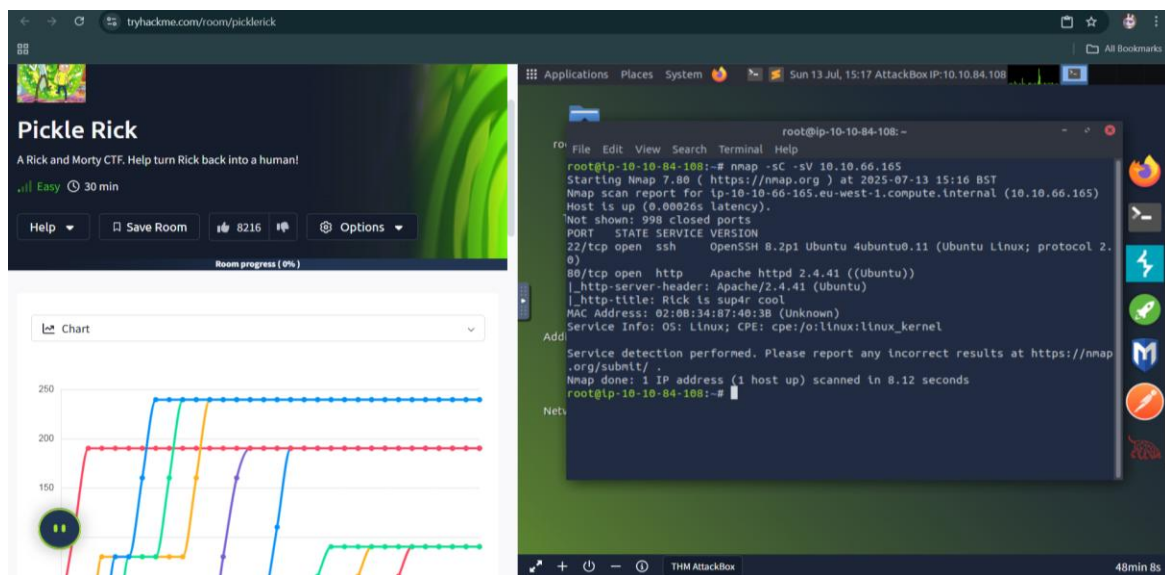 tryhackme.com/room/picklerick
All Bookmarks
Pickle Rick
A Rick and Morty CTF. Help turn Rick back into a human!
Easy 30 min
Help Save Room 8216 Options
Room progress ( 0% )
Chart
250
200
150
Applications Places System Sun 13 Jul, 15:17 AttackBox IP:10.10.84.108
root@ip-10-10-84-108: ~
File Edit View Search Terminal Help
root@ip-10-10-84-108:~# nmap -sC -sV 10.10.66.165
Starting Nmap 7.80 ( https://nmap.org ) at 2025-07-13 15:16 BST
Nmap scan report for ip-10-10-66-165.eu-west-1.compute.internal (10.10.66.165)
Host is up (0.00026s latency).
Not shown: 998 closed ports
PORT STATE SERVICE VERSION
22/tcp open ssh OpenSSH 8.2p1 Ubuntu 4ubuntu0.11 (Ubuntu Linux; protocol 2.
0)
80/tcp open http Apache httpd 2.4.41 ((Ubuntu))
|_http-server-header: Apache/2.4.41 (Ubuntu)
|_http-title: Rick is sup4r cool
MAC Address: 02:0B:34:87:40:3B (Unknown)
Service Info: OS: Linux; CPE: cpe:/o:linux:linux_kernel
Service detection performed. Please report any incorrect results at https://nmap
.org/submit/ .
Nmap done: 1 IP address (1 host up) scanned in 8.12 seconds
root@ip-10-10-84-108:~#
Addi
Netw
THM AttackBox
48min 8s